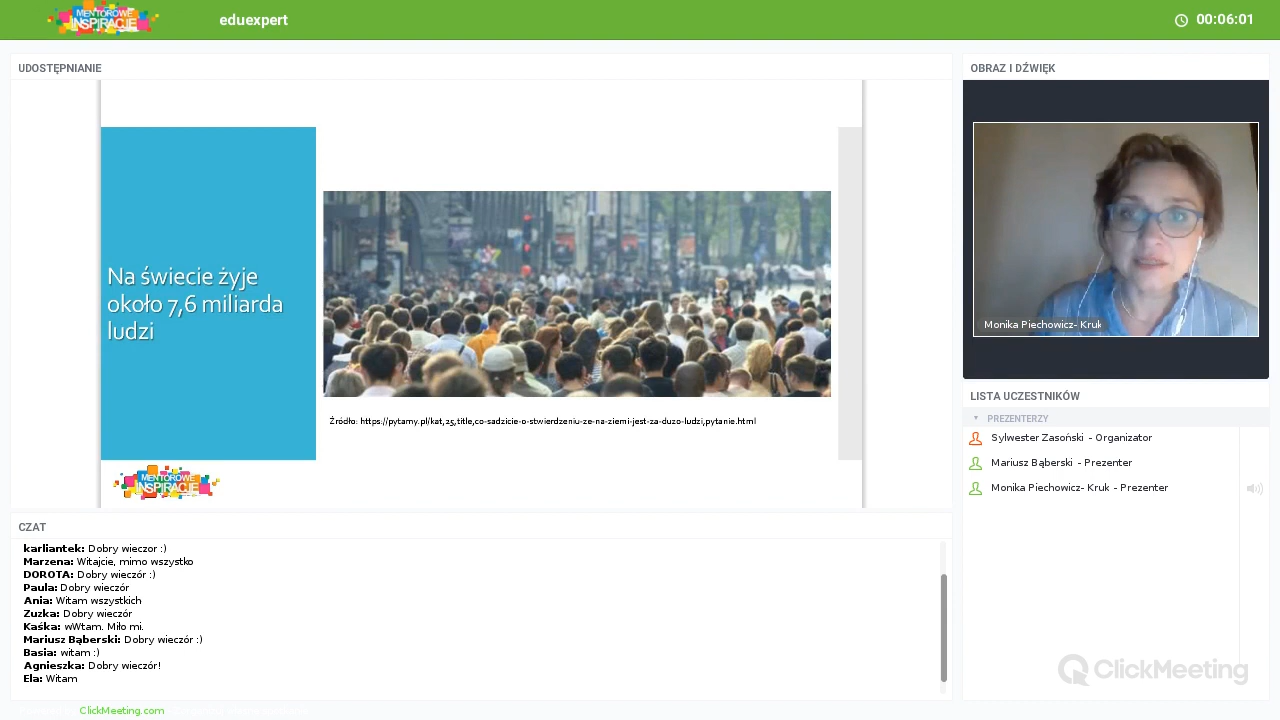 MENTOROWE
INSPIRACJE
eduexpert
00:06:01
UDOSTĘPNIANIE
Na świecie żyje
około 7,6 miliarda
ludzi
Źródło: https://pytamy.pl/kat,25,title,co-sadzicie-o-stwierdzeniu-ze-na-ziemi-jest-za-duzo-ludzi,pytanie.html
MENTOROWE
INSPIRACJE
OBRAZ I DŹWIĘK
Monika Piechowicz- Kruk
LISTA UCZESTNIKÓW
PREZENTERZY
Sylwester Zasoński - Organizator
Mariusz Bąberski - Prezenter
Monika Piechowicz- Kruk - Prezenter
ClickMeeting
CZAT
karliantek: Dobry wieczor :)
Marzena: Witajcie, mimo wszystko
DOROTA: Dobry wieczór :)
Paula: Dobry wieczór
Ania: Witam wszystkich
Zuzka: Dobry wieczór
Kaśka: wWtam. Miło mi.
Mariusz Bąberski: Dobry wieczór :)
Basia: witam :)
Agnieszka: Dobry wieczór!
Ela: Witam
ClickMeeting.com